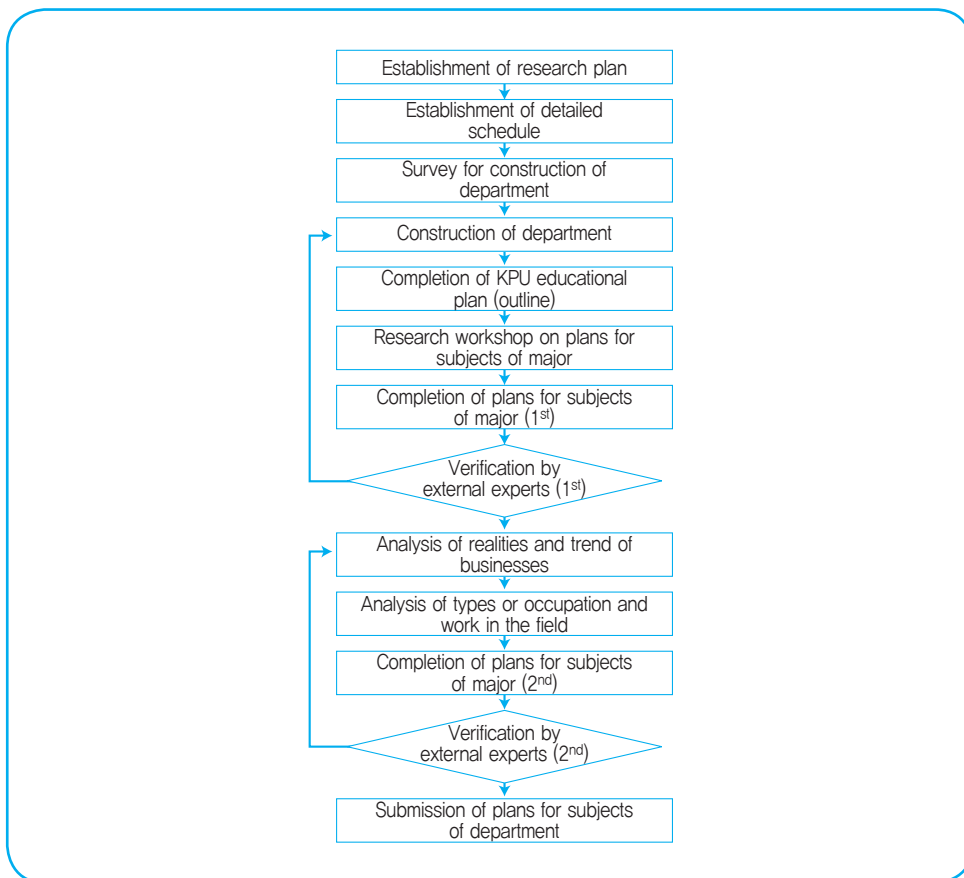 Establishment of research plan
Establishment of detailed
schedule
Survey for construction of
department
Construction of department
Completion of KPU educational
plan (outline)
Research workshop on plans for
subjects of major
Completion of plans for subjects
of major (1st)
Verification by
external experts (1st)
Analysis of realities and trend of
businesses
Analysis of types or occupation and
work in the field
Completion of plans for subjects
of major (2nd)
Verification by
external experts (2nd)
Submission of plans for subjects
of department